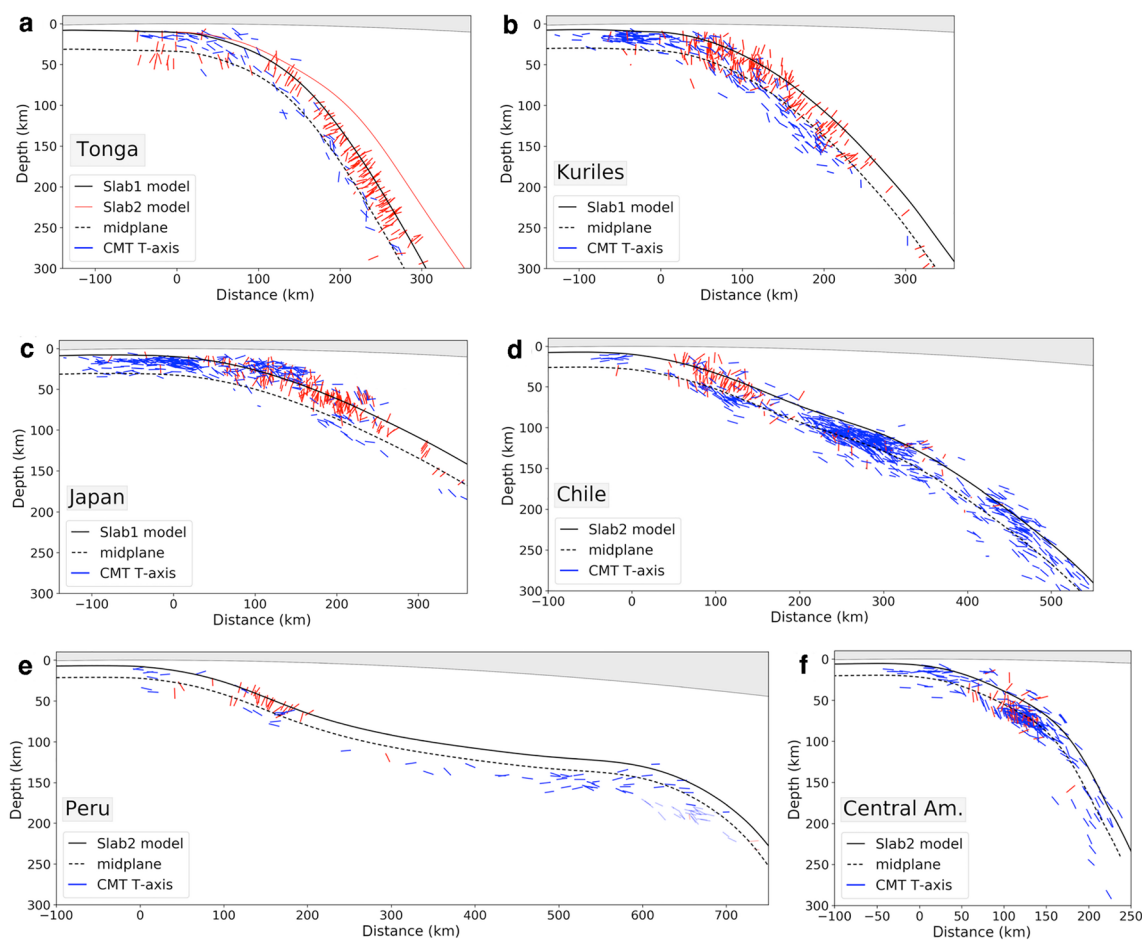 a
0
50
100
150
200
250
300
Depth (km)
Tonga
Slab1 model
Slab2 model
midplane
CMT T-axis
−100
0
100
200
300
Distance (km)
b
0
50
100
150
200
250
300
Depth (km)
Kuriles
Slab1 model
midplane
CMT T-axis
−100
0
100
200
300
Distance (km)
c
0
50
100
150
200
250
300
Depth (km)
Japan
Slab1 model
midplane
CMT T-axis
−100
0
100
200
300
Distance (km)
d
0
50
100
150
200
250
300
Depth (km)
Chile
Slab2 model
midplane
CMT T-axis
−100
0
100
200
300
400
500
Distance (km)
e
0
50
100
150
200
250
300
Depth (km)
Peru
Slab2 model
midplane
CMT T-axis
−100
0
100
200
300
400
500
600
700
Distance (km)
f
0
50
100
150
200
250
300
Depth (km)
Central Am.
Slab2 model
midplane
CMT T-axis
−100
−50
0
50
100
150
200
250
Distance (km)